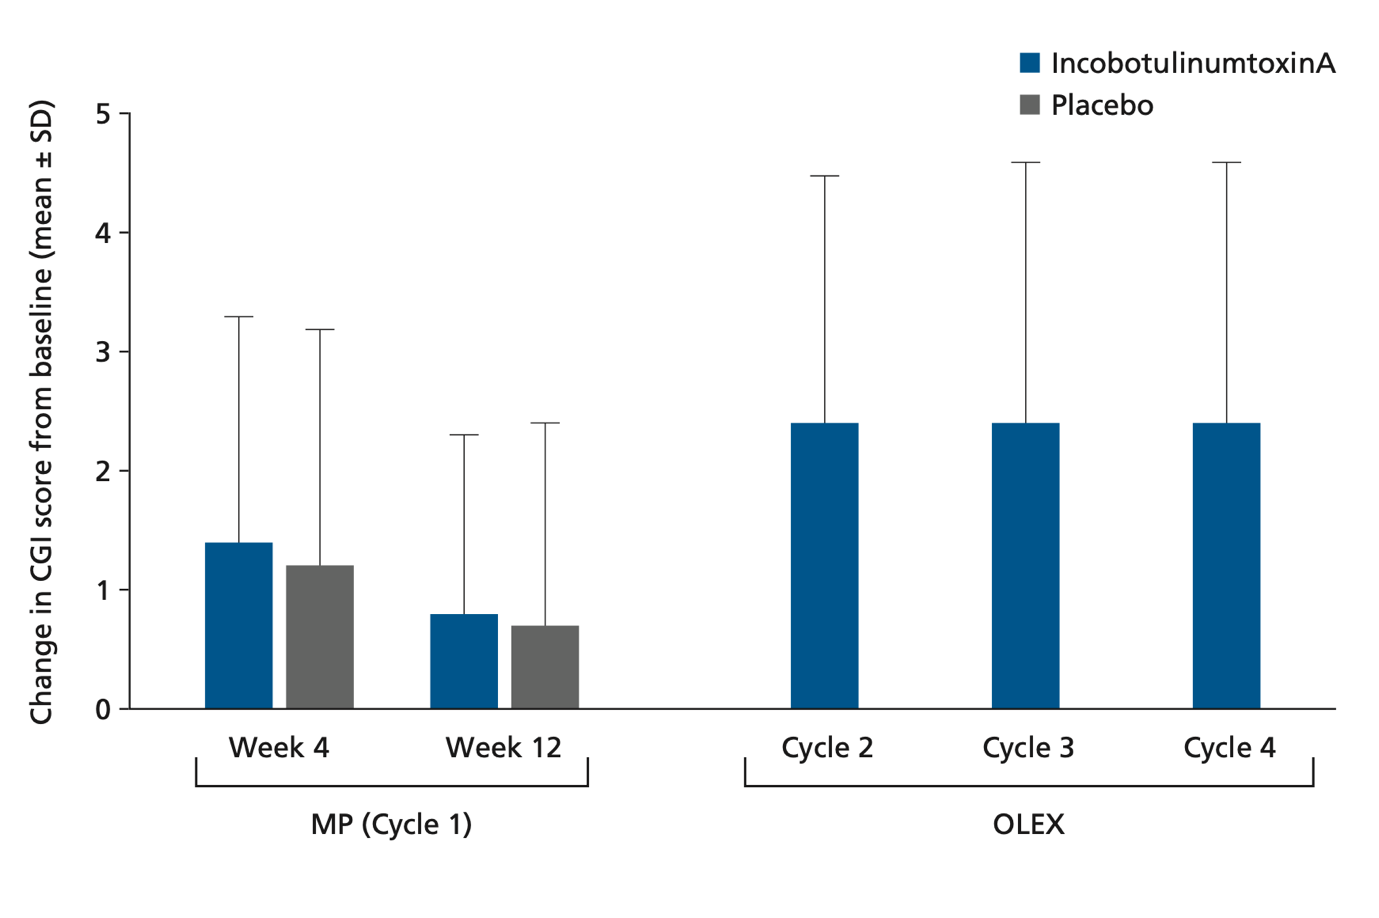 IncobotulinumtoxinA
Placebo
Change in CGI score from baseline (mean ± SD)
5
4
3
2
1
0
Week 4
Week 12
Cycle 2
Cycle 3
Cycle 4
MP (Cycle 1)
OLEX